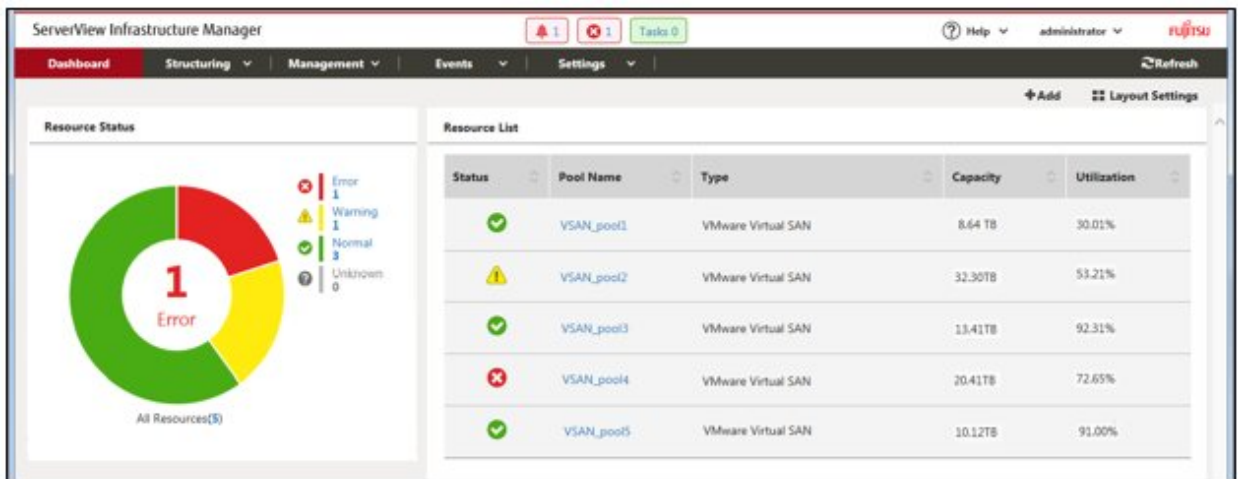 ServerView Infrastructure Manager
1
1
Tasks 0
Help
administrator
FUJITSU
Dashboard
Structuring
Management
Events
Settings
Refresh
Add
Layout Settings
Resource Status
Error
1
Warning
1
Normal
3
Unknown
0
1
Error
All Resources(5)
Resource List
Status Pool Name Type Capacity Utilization
VSAN_pool1 VMware Virtual SAN 8.64 TB 30.01%
VSAN_pool2 VMware Virtual SAN 32.30TB 53.21%
VSAN_pool3 VMware Virtual SAN 13.41TB 92.31%
VSAN_pool4 VMware Virtual SAN 20.41TB 72.65%
VSAN_pool5 VMware Virtual SAN 10.12TB 91.00%